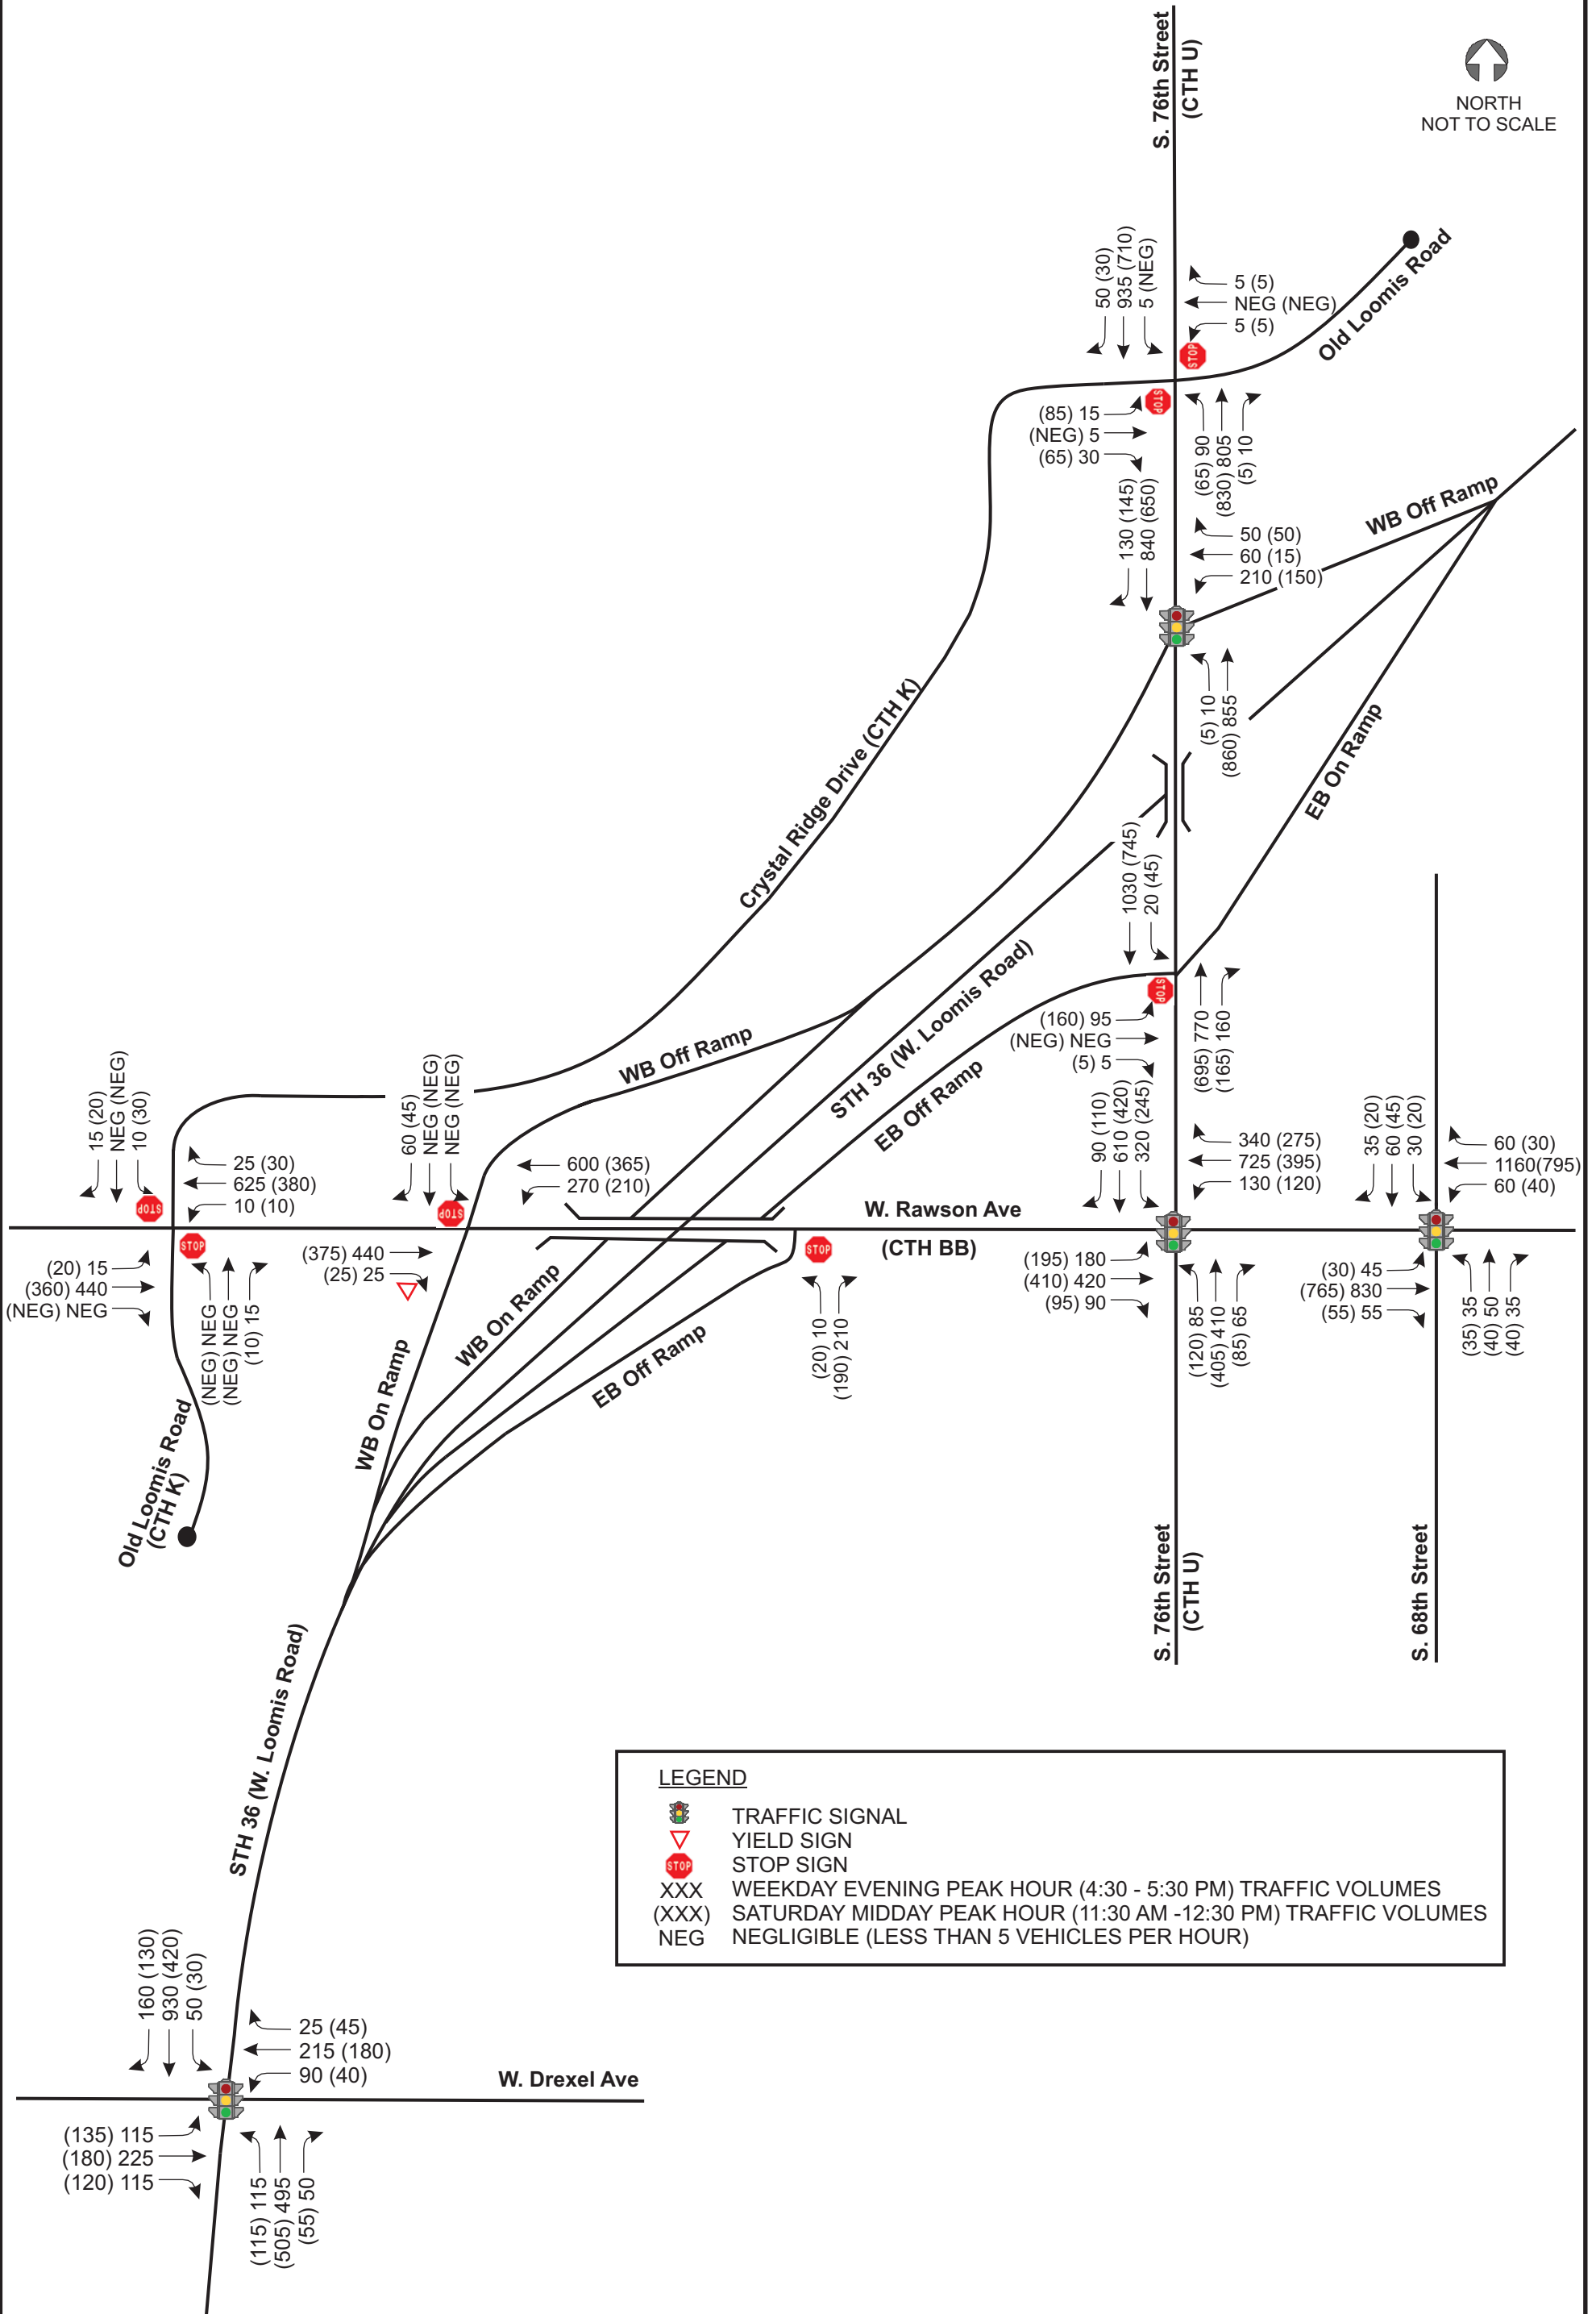 S. 76th Street
(CTH U)
NORTH
NOT TO SCALE
50 (30)
935 (710)
5 (NEG)
5 (5)
NEG (NEG)
5 (5)
Old Loomis Road
STOP
STOP
(85) 15
(NEG) 5
(65) 30
(65) 90
(830) 805
(5) 10
130 (145)
840 (650)
50 (50)
60 (15)
210 (150)
WB Off Ramp
(5) 10
(860) 855
EB On Ramp
Crystal Ridge Drive (CTH K)
1030 (745)
20 (45)
STH 36 (W. Loomis Road)
STOP
(160) 95
(NEG) NEG
(5) 5
(695) 770
(165) 160
WB Off Ramp
EB Off Ramp
15 (20)
NEG (NEG)
10 (30)
25 (30)
625 (380)
10 (10)
STOP
STOP
(20) 15
(360) 440
(NEG) NEG
(NEG) NEG
(NEG) NEG
(10) 15
60 (45)
NEG (NEG)
NEG (NEG)
STOP
600 (365)
270 (210)
(375) 440
(25) 25
W. Rawson Ave
(CTH BB)
STOP
(20) 10
(190) 210
90 (110)
610 (420)
320 (245)
340 (275)
725 (395)
130 (120)
(195) 180
(410) 420
(95) 90
(120) 85
(405) 410
(85) 65
35 (20)
60 (45)
30 (20)
60 (30)
1160(795)
60 (40)
(30) 45
(765) 830
(55) 55
(35) 35
(40) 50
(40) 35
WB On Ramp
WB On Ramp
EB Off Ramp
Old Loomis Road
(CTH K)
S. 76th Street
(CTH U)
S. 68th Street
STH 36 (W. Loomis Road)
LEGEND
TRAFFIC SIGNAL
YIELD SIGN
STOP STOP SIGN
XXX WEEKDAY EVENING PEAK HOUR (4:30 - 5:30 PM) TRAFFIC VOLUMES
(XXX) SATURDAY MIDDAY PEAK HOUR (11:30 AM -12:30 PM) TRAFFIC VOLUMES
NEG NEGLIGIBLE (LESS THAN 5 VEHICLES PER HOUR)
160 (130)
930 (420)
50 (30)
25 (45)
215 (180)
90 (40)
W. Drexel Ave
(135) 115
(180) 225
(120) 115
(115) 115
(505) 495
(55) 50